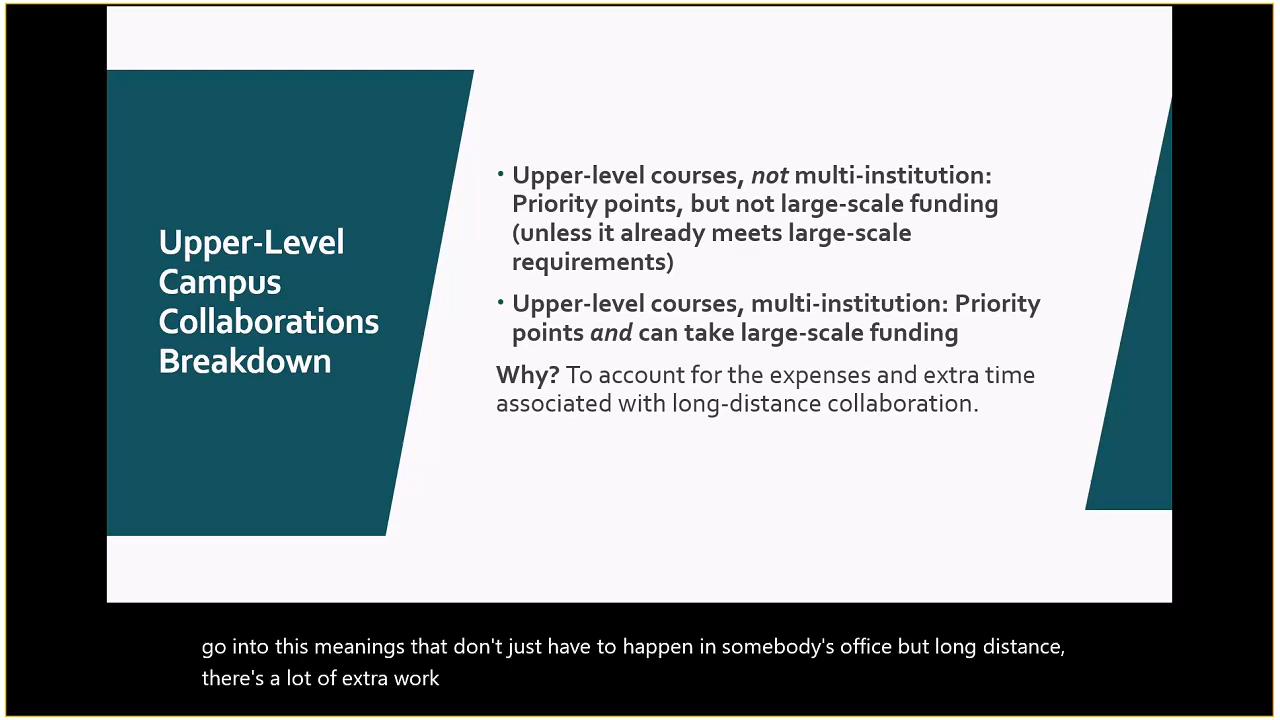 Upper-Level
Campus
Collaborations
Breakdown
• Upper-level courses, not multi-institution:
Priority points, but not large-scale funding
(unless it already meets large-scale
requirements)
• Upper-level courses, multi-institution: Priority
points and can take large-scale funding
Why? To account for the expenses and extra time
associated with long-distance collaboration.
go into this meanings that don't just have to happen in somebody's office but long distance,
there's a lot of extra work